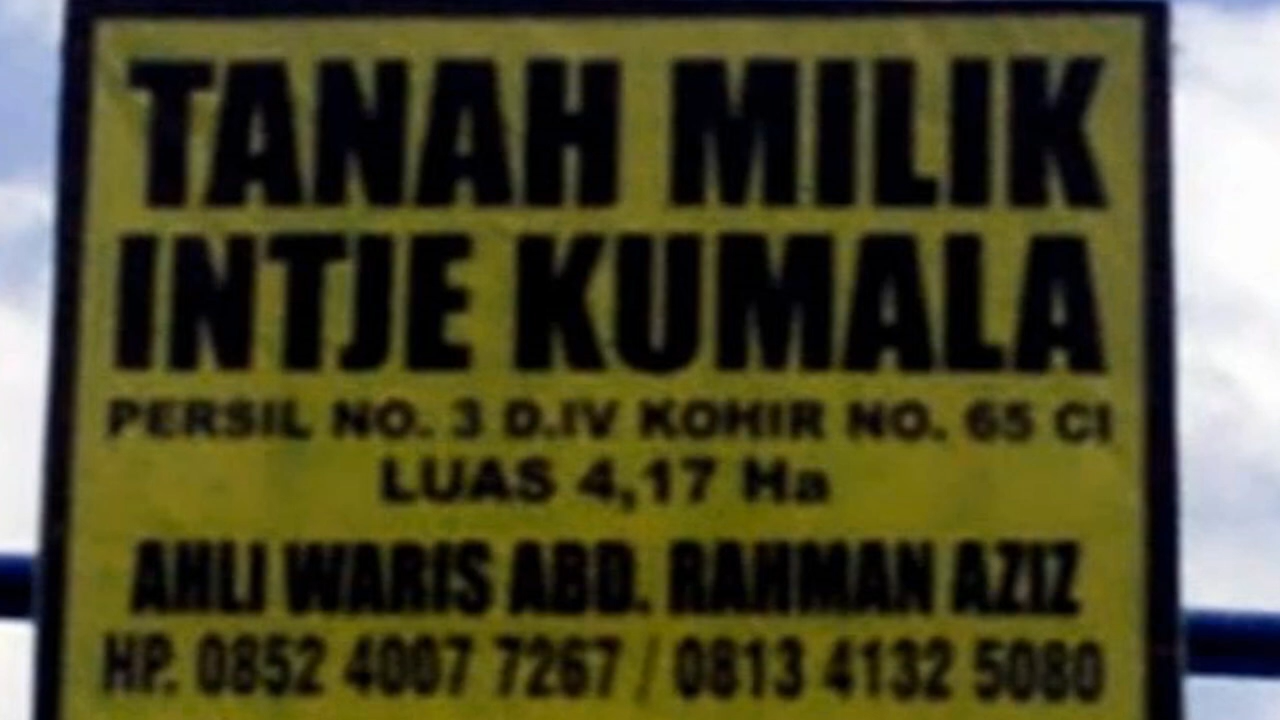 TANAH MILIK
INTJE KUMALA
PERSIL NO. 3 D.IV KOHIR NO. 65 CI
LUAS 4,17 Ha
AHLI WARIS ABD. RAHMAN AZIZ
HP. 0852 4007 7267 / 0813 4132 5080